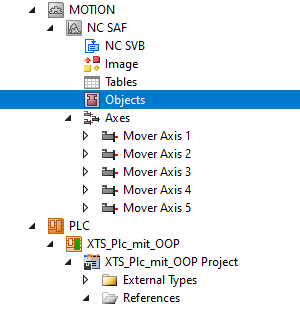 MOTION
NC SAF
NC SVB
Image
Tables
Objects
Axes
Mover Axis 1
Mover Axis 2
Mover Axis 3
Mover Axis 4
Mover Axis 5
PLC
XTS_Plc_mit_OOP
XTS_Plc_mit_OOP Project
External Types
References